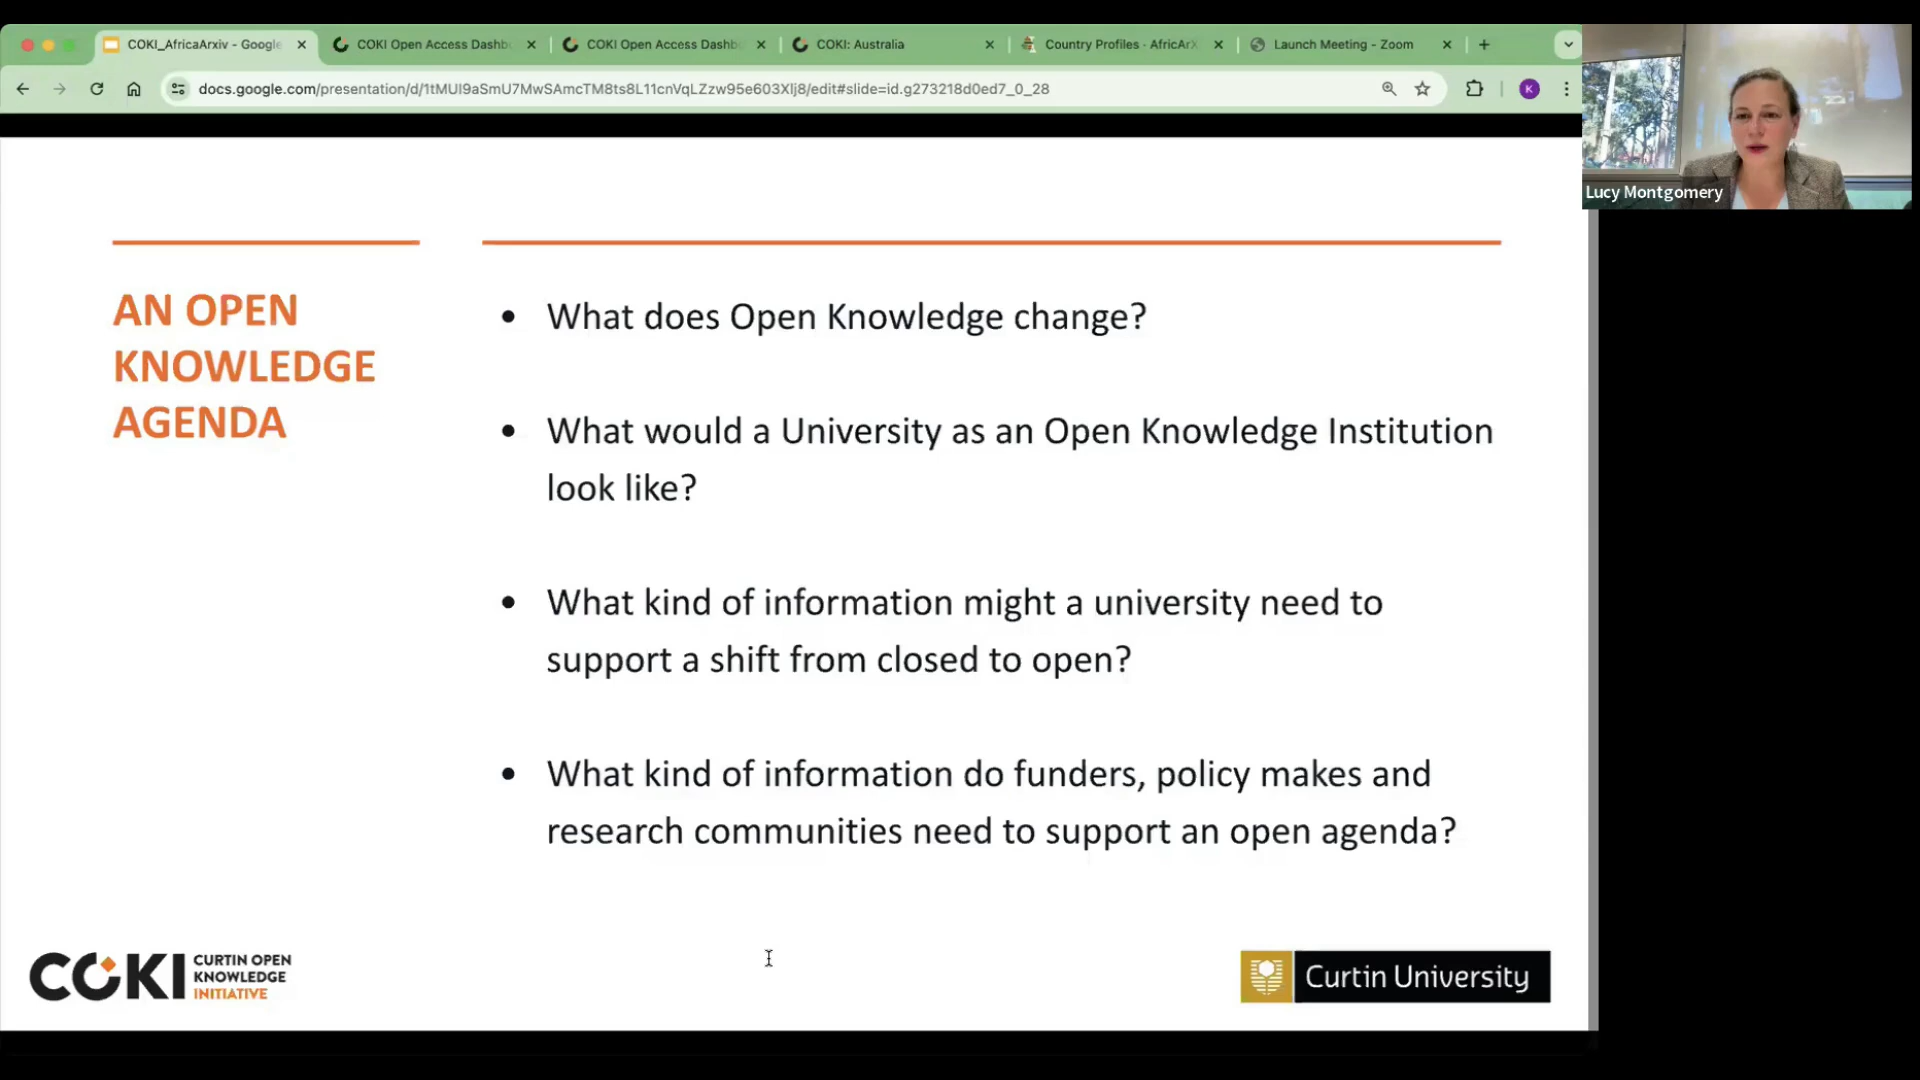 COKI_AfricaArxiv - Google
COKI Open Access Dashb
COKI Open Access Dashb
COKI: Australia
Country Profiles · AfricArX
Launch Meeting - Zoom
docs.google.com/presentation/d/1tMUI9aSmU7MwSAmcTM8ts8L11cnVqLZzw95e603XIj8/edit#slide=id.g273218d0ed7_0_28
K
Lucy Montgomery
AN OPEN
KNOWLEDGE
AGENDA
• What does Open Knowledge change?
• What would a University as an Open Knowledge Institution
look like?
• What kind of information might a university need to
support a shift from closed to open?
• What kind of information do funders, policy makes and
research communities need to support an open agenda?
COKI
CURTIN OPEN
KNOWLEDGE
INITIATIVE
Curtin University